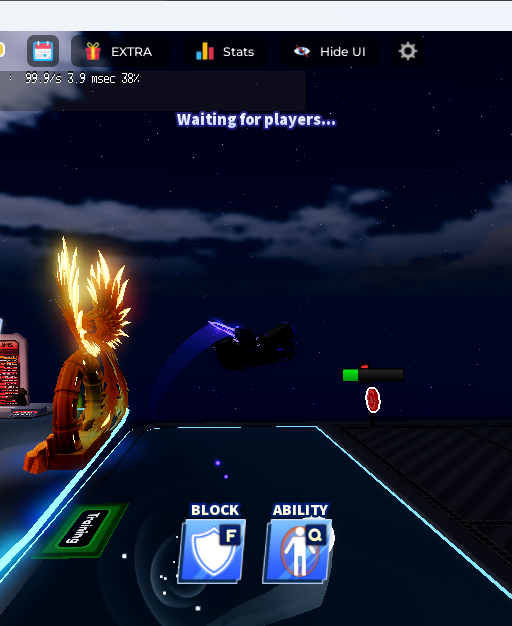 EXTRA
Stats
Hide UI
: 99.9/s 3.9 msec 38%
Waiting for players...
Training
BLOCK
ABILITY
F
Q